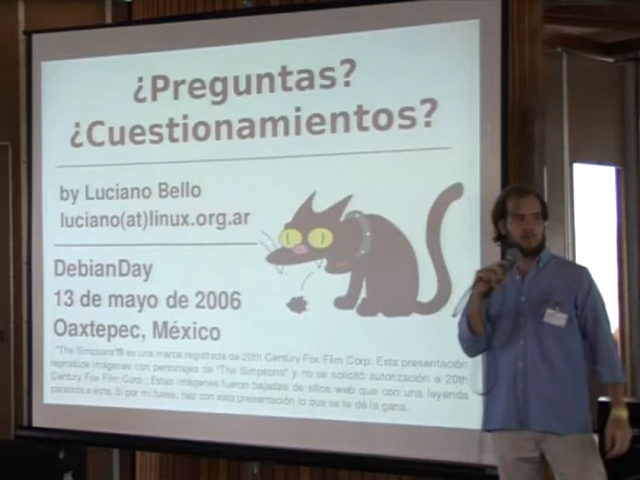 ¿Preguntas?
¿Cuestionamientos?
by Luciano Bello
luciano(at)linux.org.ar
DebianDay
13 de mayo de 2006
Oaxtepec, México
"The Simpsons"® es una marca registrada de 20th Century Fox Film Corp. Esta presentación
reproduce imágenes con personajes de "The Simpsons" y no se solicitó autorización a 20th
Century Fox Film Corp.. Estas imágenes fueron bajadas de sitios web que con una leyenda
parecida a esta. Si por mi fuese, haz con esta presentación lo que se te dé la gana.